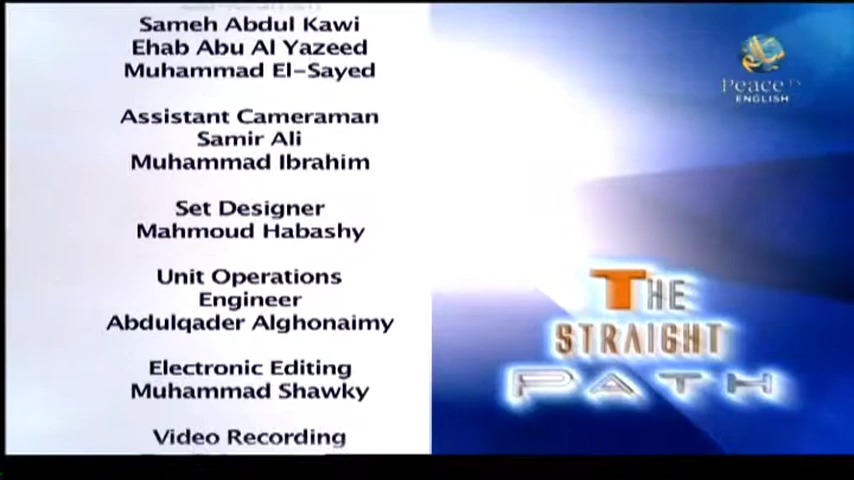 Sameh Abdul Kawi
Ehab Abu Al Yazeed
Muhammad El-Sayed
Assistant Cameraman
Samir Ali
Muhammad Ibrahim
Set Designer
Mahmoud Habashy
Unit Operations
Engineer
Abdulqader Alghonaimy
Electronic Editing
Muhammad Shawky
Video Recording
Peace TV
ENGLISH
THE
STRAIGHT
PATH